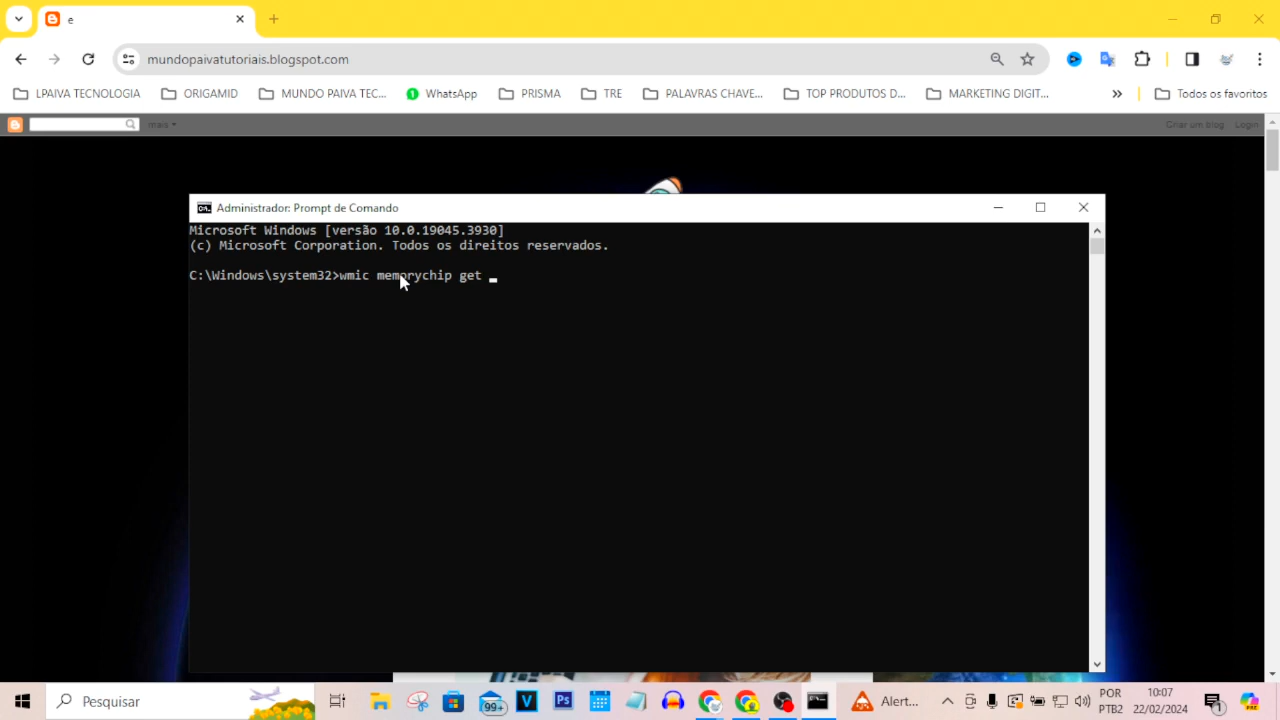 e
mundopaivatutoriais.blogspot.com
LPAIVA TECNOLOGIA ORIGAMID MUNDO PAIVA TEC... WhatsApp PRISMA TRE PALAVRAS CHAVE... TOP PRODUTOS D... MARKETING DIGIT... » Todos os favoritos
mais Criar um blog Login
Administrador: Prompt de Comando
Microsoft Windows [versão 10.0.19045.3930]
(c) Microsoft Corporation. Todos os direitos reservados.
C:\Windows\system32>wmic memorychip get _
Pesquisar 99+ V Ps Alert... POR 10:07
PTB2 22/02/2024 1 PRE